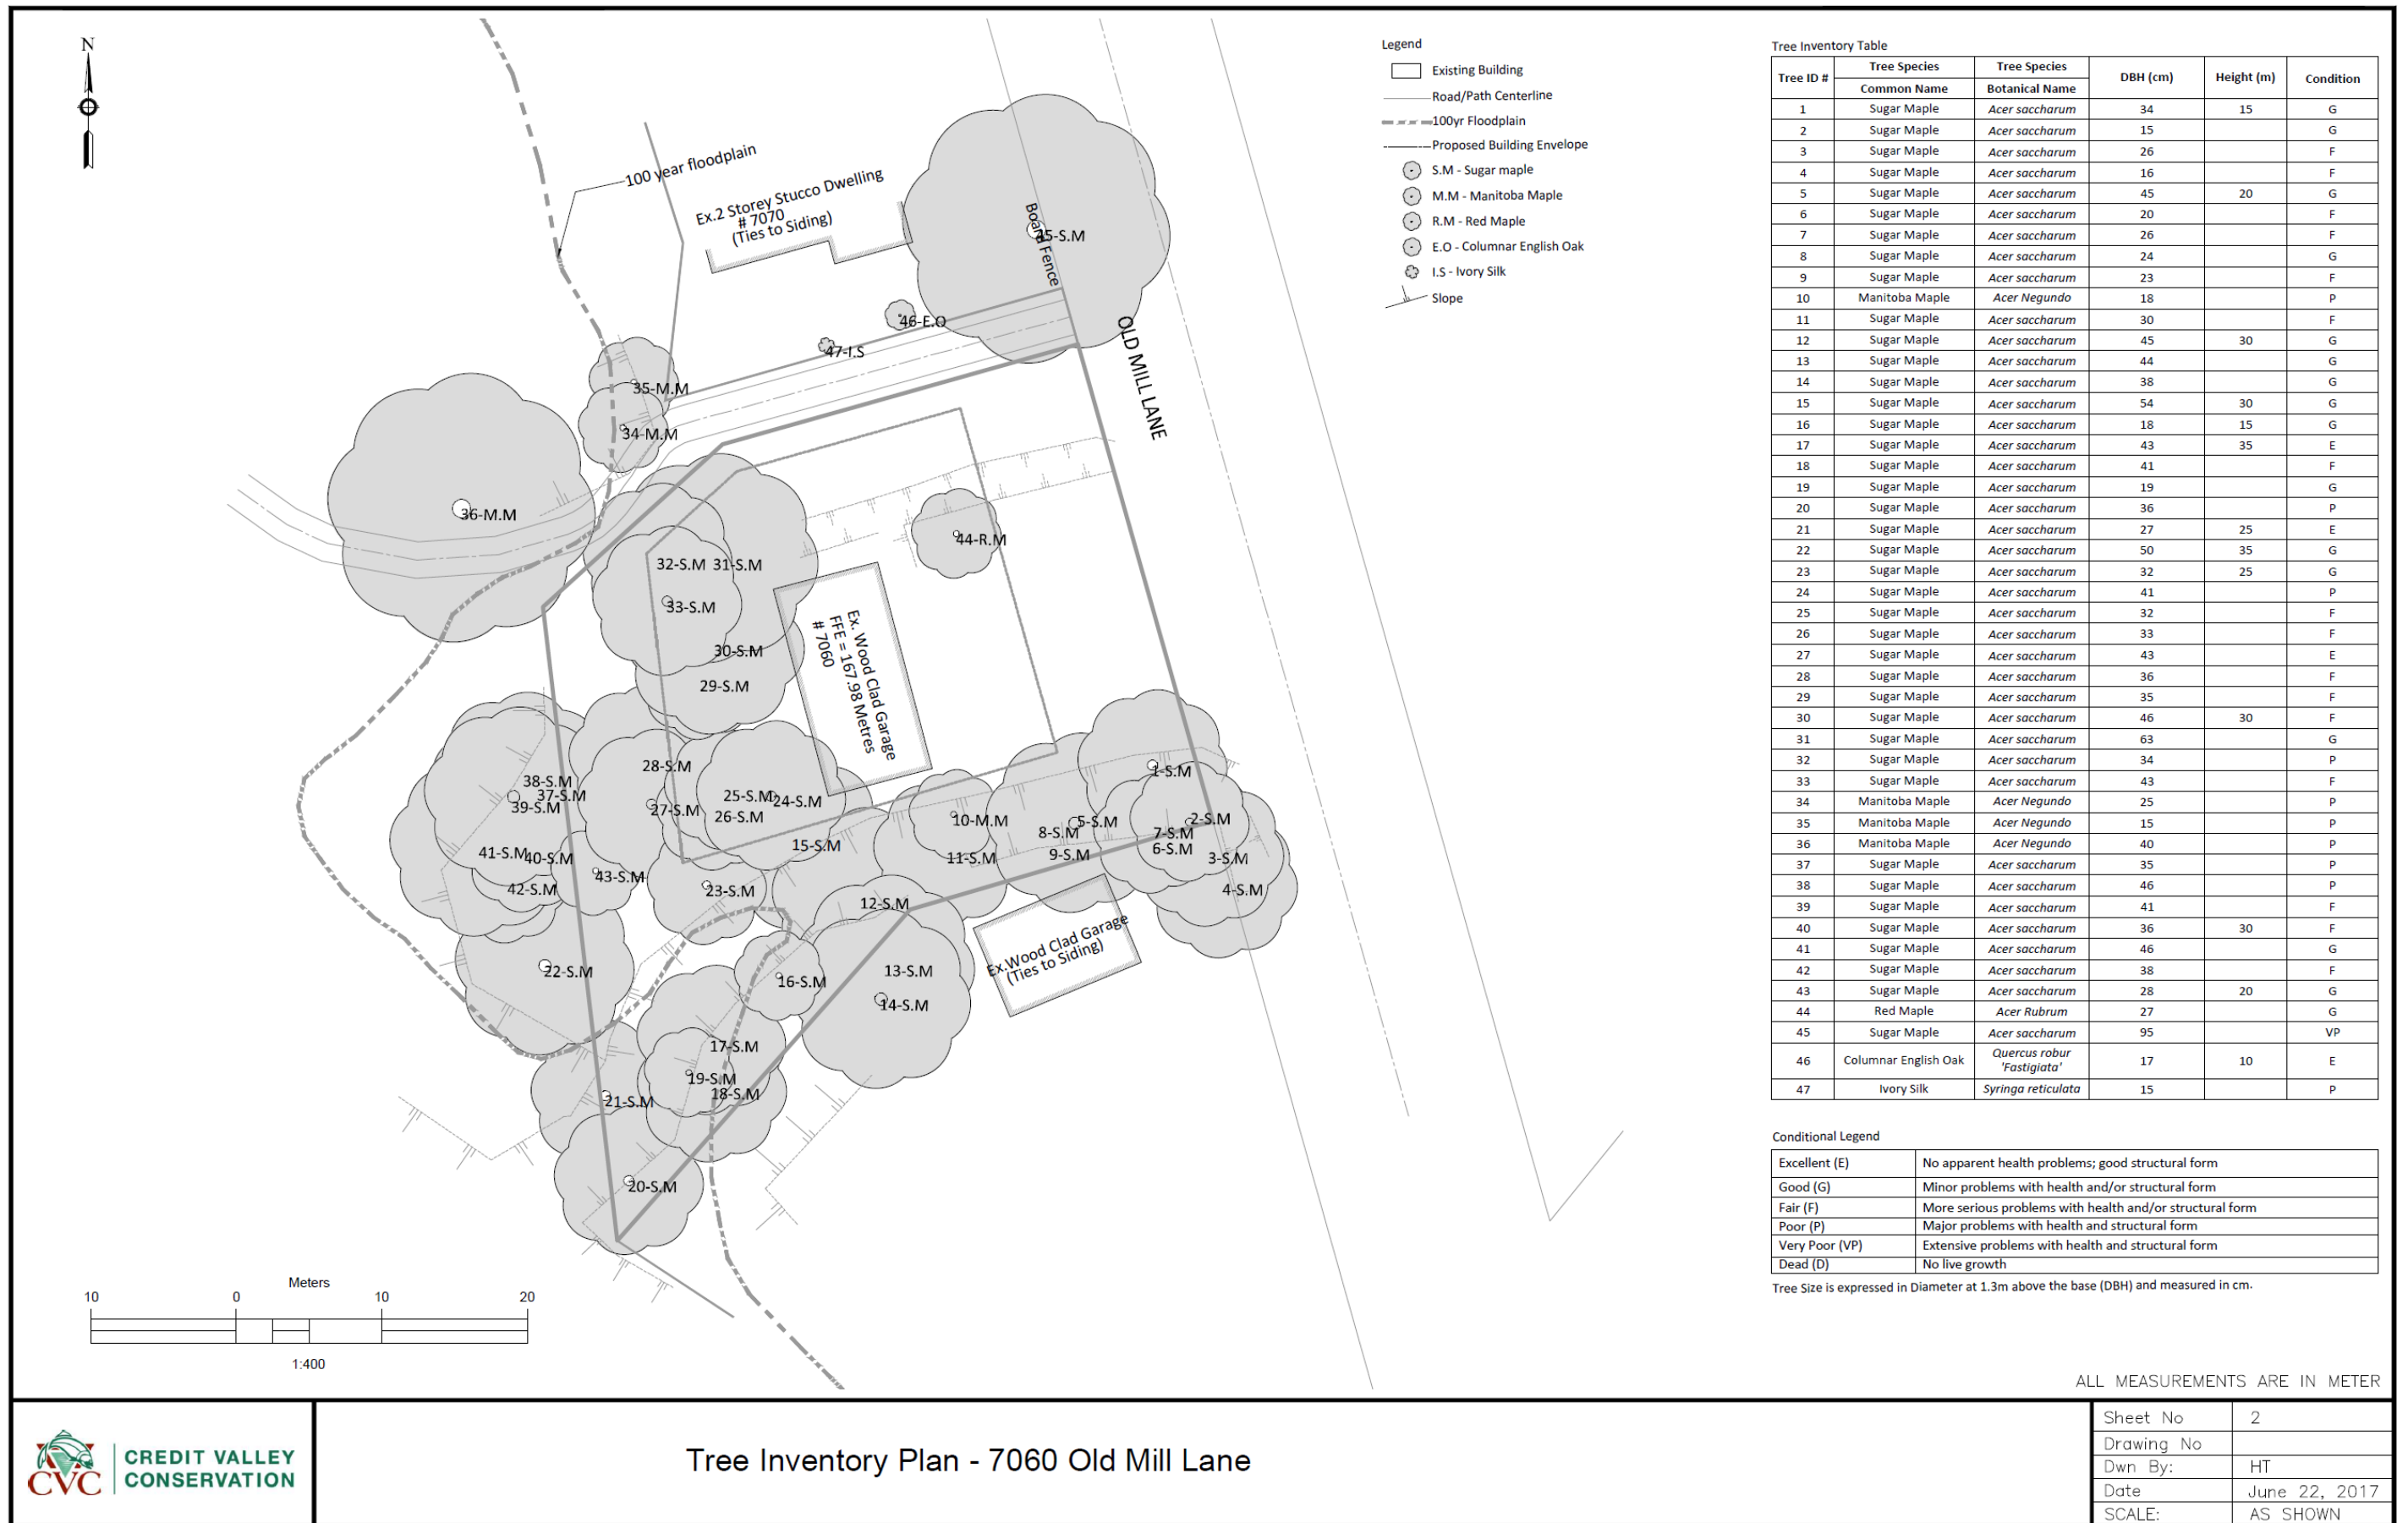 N
100 year floodplain
Ex.2 Storey Stucco Dwelling
# 7070
(Ties to Siding)
Board Fence
45-S.M
46-E.O
47-I.S
OLD MILL LANE
35-M.M
34-M.M
36-M.M
44-R.M
32-S.M 31-S.M
33-S.M
30-S.M
29-S.M
Ex. Wood Clad Garage
FFE = 167.98 Metres
# 7060
28-S.M
38-S.M
37-S.M
39-S.M
27-S.M
25-S.M
24-S.M
26-S.M
1-S.M
10-M.M
5-S.M
8-S.M
2-S.M
7-S.M
15-S.M
6-S.M
41-S.M
40-S.M
11-S.M
9-S.M
3-S.M
43-S.M
42-S.M
23-S.M
4-S.M
12-S.M
Ex.Wood Clad Garage
(Ties to Siding)
22-S.M
16-S.M
13-S.M
14-S.M
17-S.M
19-S.M
18-S.M
21-S.M
20-S.M
Meters
10 0 10 20
1:400
Legend
Existing Building
Road/Path Centerline
100yr Floodplain
Proposed Building Envelope
S.M - Sugar maple
M.M - Manitoba Maple
R.M - Red Maple
E.O - Columnar English Oak
I.S - Ivory Silk
Slope
Tree Inventory Table
Tree ID # Tree Species Tree Species DBH (cm) Height (m) Condition
Common Name Botanical Name
1 Sugar Maple Acer saccharum 34 15 G
2 Sugar Maple Acer saccharum 15 G
3 Sugar Maple Acer saccharum 26 F
4 Sugar Maple Acer saccharum 16 F
5 Sugar Maple Acer saccharum 45 20 G
6 Sugar Maple Acer saccharum 20 F
7 Sugar Maple Acer saccharum 26 F
8 Sugar Maple Acer saccharum 24 G
9 Sugar Maple Acer saccharum 23 F
10 Manitoba Maple Acer Negundo 18 P
11 Sugar Maple Acer saccharum 30 F
12 Sugar Maple Acer saccharum 45 30 G
13 Sugar Maple Acer saccharum 44 G
14 Sugar Maple Acer saccharum 38 G
15 Sugar Maple Acer saccharum 54 30 G
16 Sugar Maple Acer saccharum 18 15 G
17 Sugar Maple Acer saccharum 43 35 E
18 Sugar Maple Acer saccharum 41 F
19 Sugar Maple Acer saccharum 19 G
20 Sugar Maple Acer saccharum 36 P
21 Sugar Maple Acer saccharum 27 25 E
22 Sugar Maple Acer saccharum 50 35 G
23 Sugar Maple Acer saccharum 32 25 G
24 Sugar Maple Acer saccharum 41 P
25 Sugar Maple Acer saccharum 32 F
26 Sugar Maple Acer saccharum 33 F
27 Sugar Maple Acer saccharum 43 E
28 Sugar Maple Acer saccharum 36 F
29 Sugar Maple Acer saccharum 35 F
30 Sugar Maple Acer saccharum 46 30 F
31 Sugar Maple Acer saccharum 63 G
32 Sugar Maple Acer saccharum 34 P
33 Sugar Maple Acer saccharum 43 F
34 Manitoba Maple Acer Negundo 25 P
35 Manitoba Maple Acer Negundo 15 P
36 Manitoba Maple Acer Negundo 40 P
37 Sugar Maple Acer saccharum 35 P
38 Sugar Maple Acer saccharum 46 P
39 Sugar Maple Acer saccharum 41 F
40 Sugar Maple Acer saccharum 36 30 F
41 Sugar Maple Acer saccharum 46 G
42 Sugar Maple Acer saccharum 38 F
43 Sugar Maple Acer saccharum 28 20 G
44 Red Maple Acer Rubrum 27 G
45 Sugar Maple Acer saccharum 95 VP
46 Columnar English Oak Quercus robur 'Fastigiata' 17 10 E
47 Ivory Silk Syringa reticulata 15 P
Conditional Legend
Excellent (E) No apparent health problems; good structural form
Good (G) Minor problems with health and/or structural form
Fair (F) More serious problems with health and/or structural form
Poor (P) Major problems with health and structural form
Very Poor (VP) Extensive problems with health and structural form
Dead (D) No live growth
Tree Size is expressed in Diameter at 1.3m above the base (DBH) and measured in cm.
ALL MEASUREMENTS ARE IN METER
CVC
CREDIT VALLEY
CONSERVATION
Tree Inventory Plan - 7060 Old Mill Lane
Sheet No 2
Drawing No
Dwn By: HT
Date June 22, 2017
SCALE: AS SHOWN